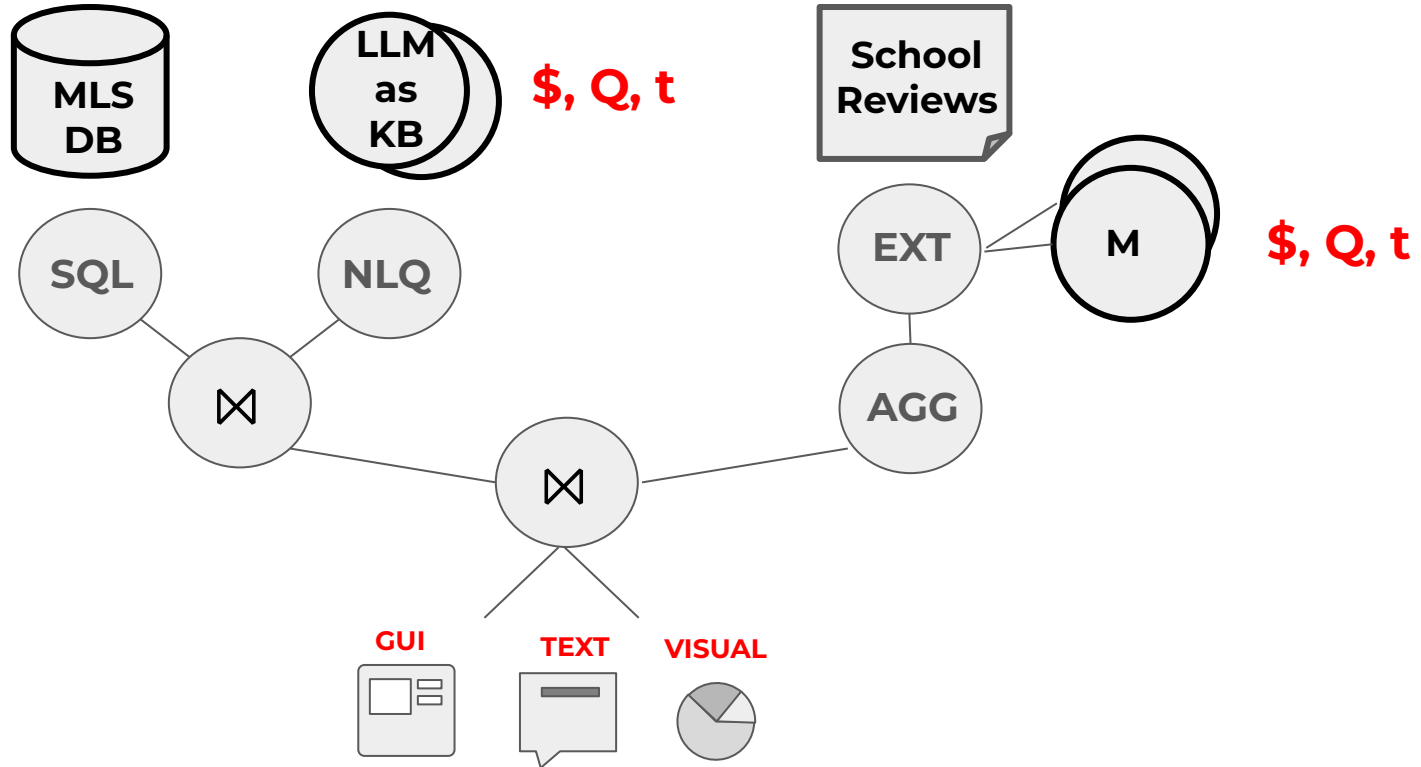 MLS
DB
LLM
as
KB
$, Q, t
School
Reviews
SQL
NLQ
EXT
M
$, Q, t
⋈
AGG
⋈
GUI
TEXT
VISUAL